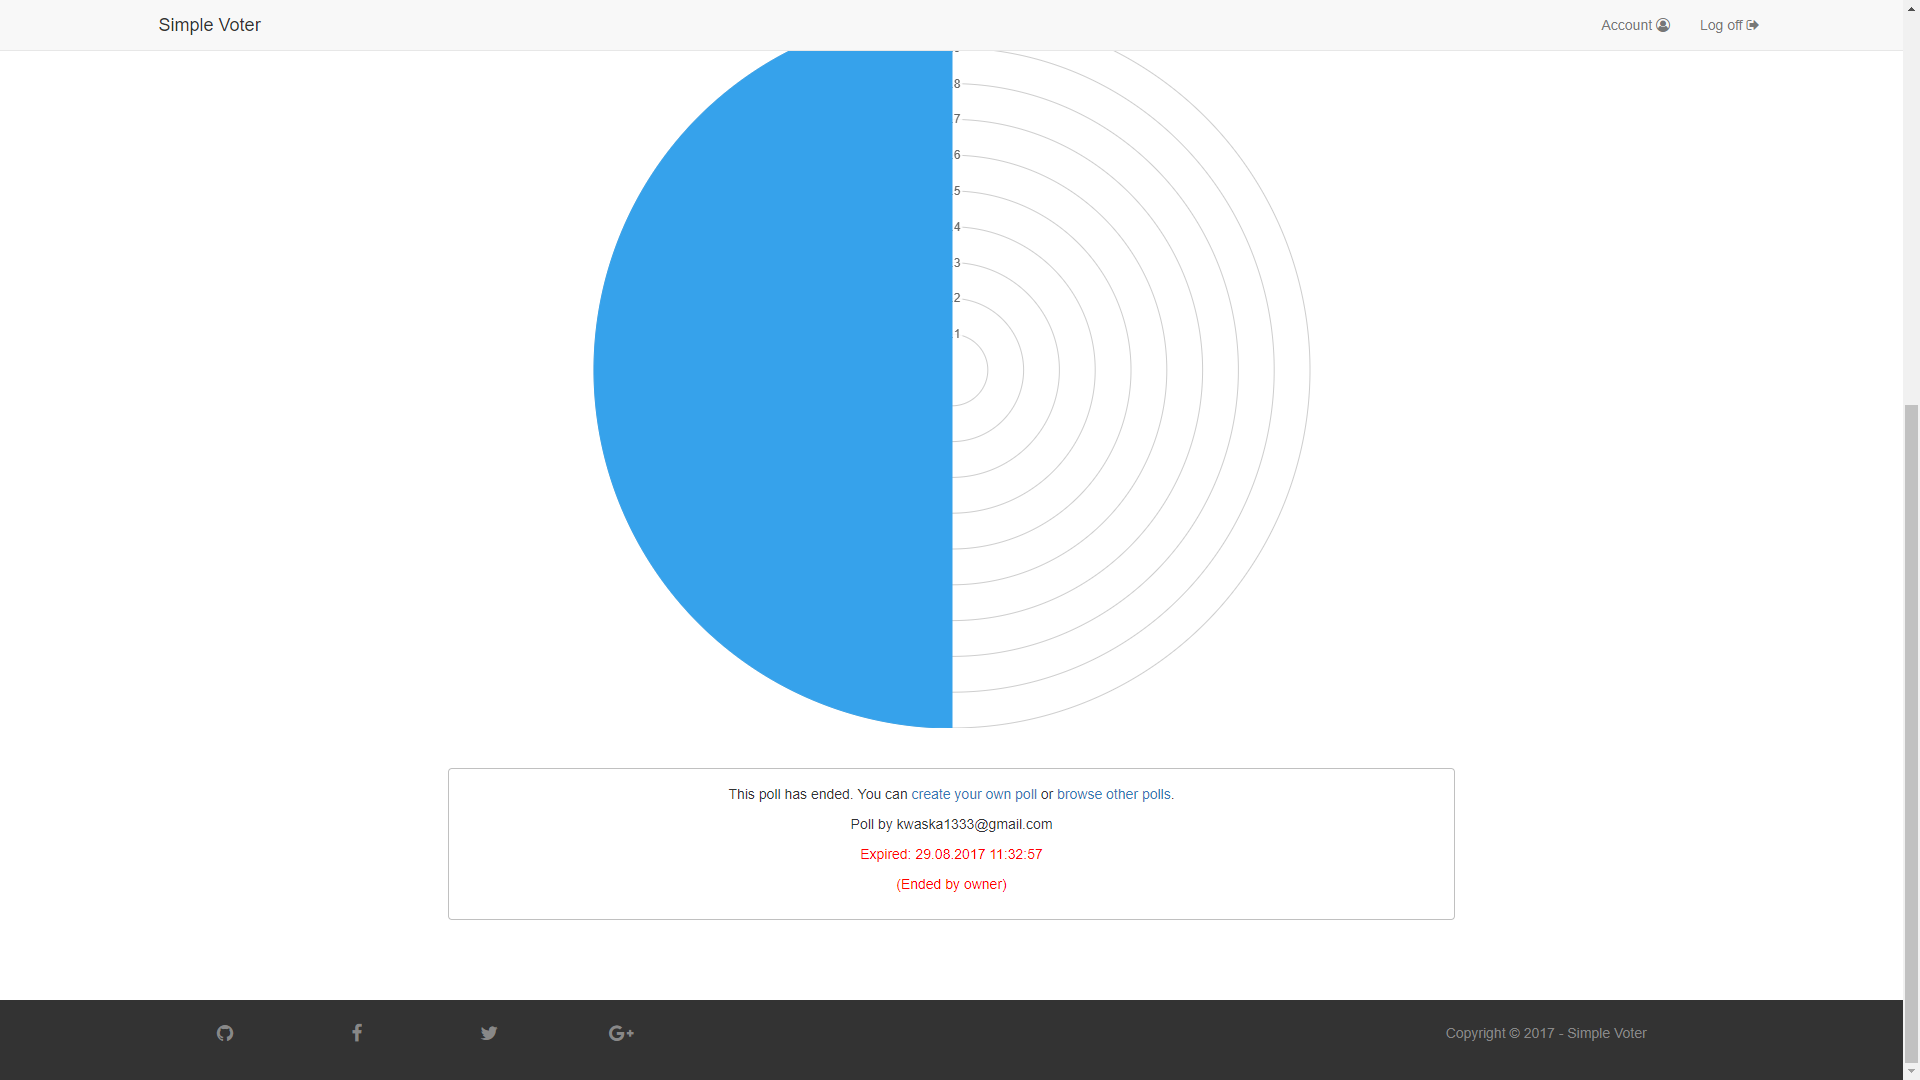 Simple Voter
Account
Log off
8
7
6
5
4
3
2
1
This poll has ended. You can create your own poll or browse other polls.
Poll by kwaska1333@gmail.com
Expired: 29.08.2017 11:32:57
(Ended by owner)
Copyright © 2017 - Simple Voter